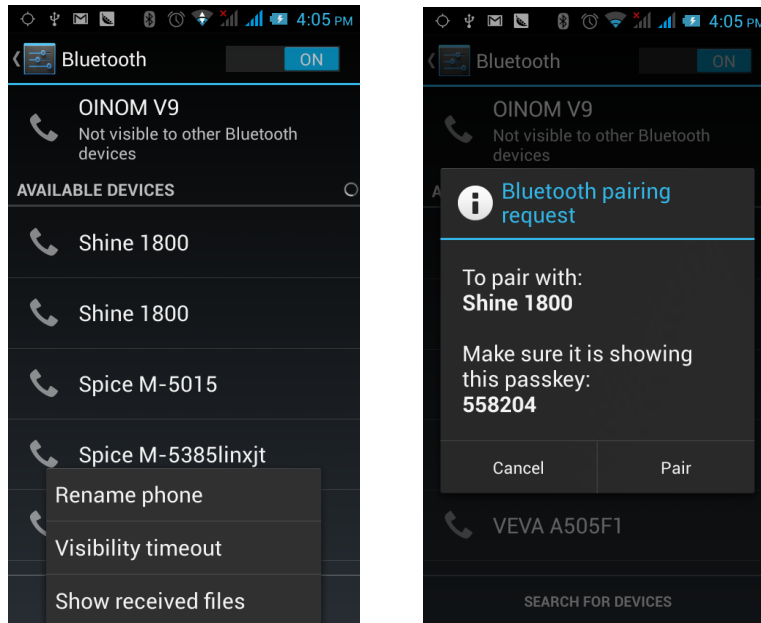 4:05 PM
Bluetooth
ON
OINOM V9
Not visible to other Bluetooth
devices
AVAILABLE DEVICES
Shine 1800
Shine 1800
Spice M-5015
Spice M-5385linxjt
Rename phone
Visibility timeout
Show received files
4:05 PM
Bluetooth
ON
OINOM V9
Not visible to other Bluetooth
devices
A
Bluetooth pairing
request
To pair with:
Shine 1800
Make sure it is showing
this passkey:
558204
Cancel
Pair
VEVA A505F1
SEARCH FOR DEVICES